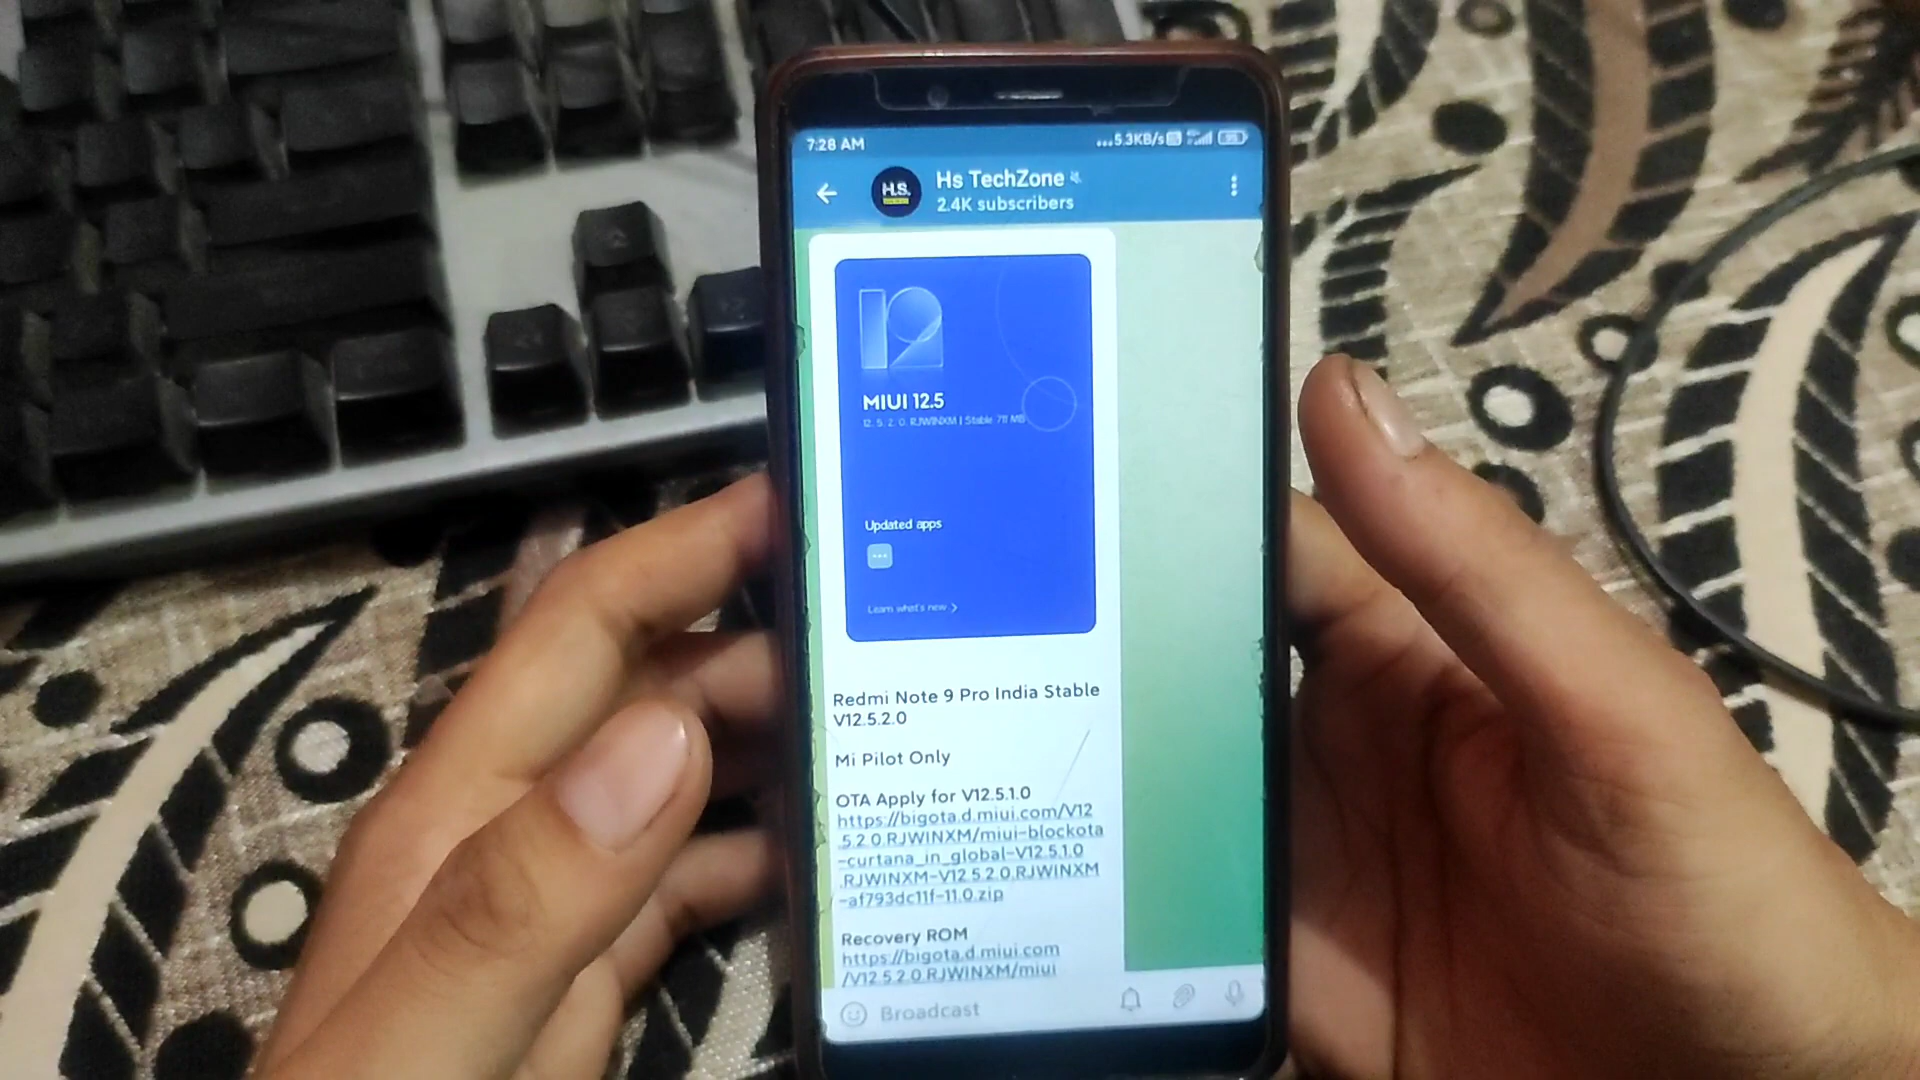 7:28 AM
...5.3KB/s
H.S.
Hs TechZone
2.4K subscribers
12
MIUI 12.5
12. 5. 2. 0. RJWINXM | Stable 711 MB
Updated apps
Learn what's new >
Redmi Note 9 Pro India Stable
V12.5.2.0
Mi Pilot Only
OTA Apply for V12.5.1.0
https://bigota.d.miui.com/V12
.5.2.0.RJWINXM/miui-blockota
-curtana_in_global-V12.5.1.0
.RJWINXM-V12.5.2.0.RJWINXM
-af793dc11f-11.0.zip
Recovery ROM
https://bigota.d.miui.com
/V12.5.2.0.RJWINXM/miui
Broadcast